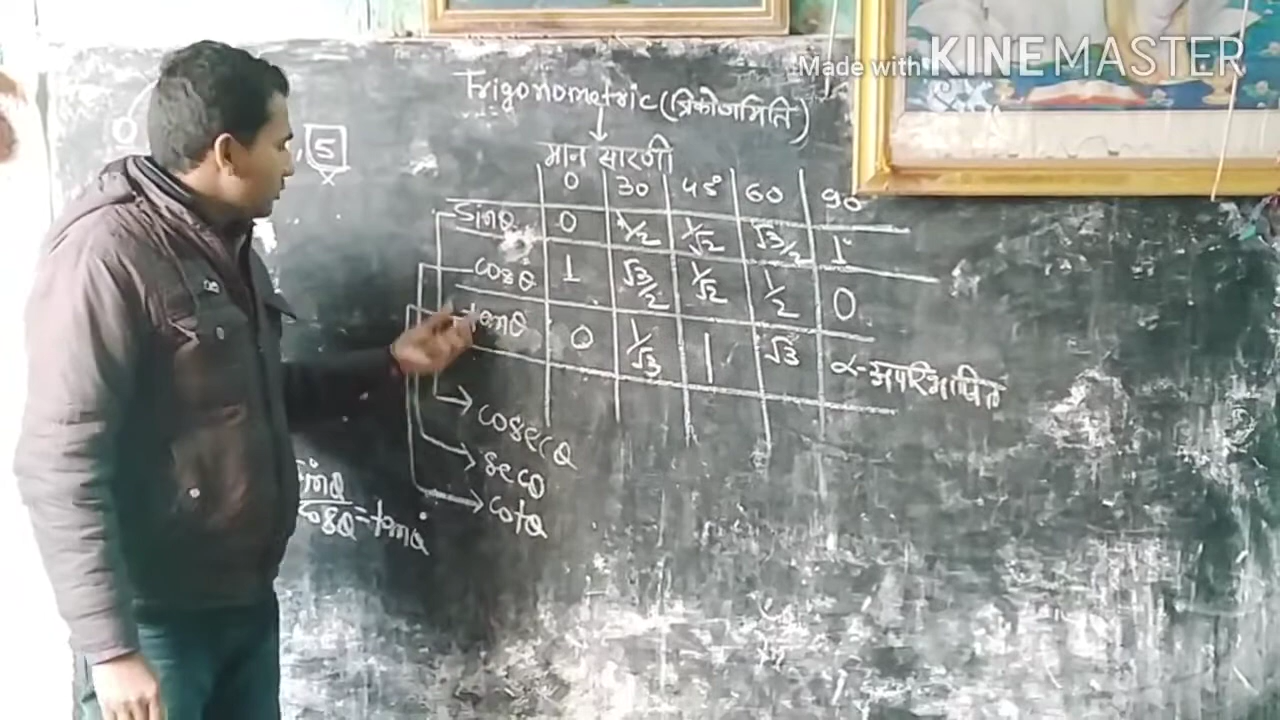 Made with KINEMASTER
Trigonometric (त्रिकोणमिति)
↓
मान सारणी
0 30 45° 60 90
Sinθ 0 1/2 1/√2 √3/2 1
cosθ 1 √3/2 1/√2 1/2 0
tanθ 0 1/√3 1 √3 α-अपरिभाषित
→ cosecθ
→ secθ
→ cotθ
0 , 5
x
sinθ/cosθ = tanθ